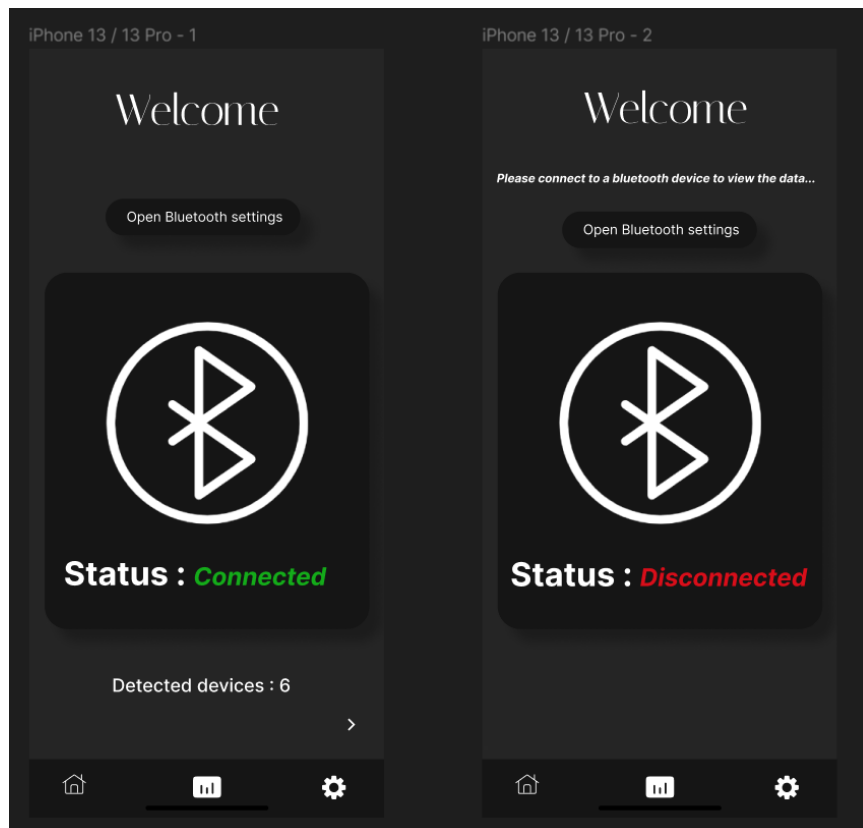 iPhone 13 / 13 Pro - 1
Welcome
Open Bluetooth settings
Status : Connected
Detected devices : 6
iPhone 13 / 13 Pro - 2
Welcome
Please connect to a bluetooth device to view the data...
Open Bluetooth settings
Status : Disconnected